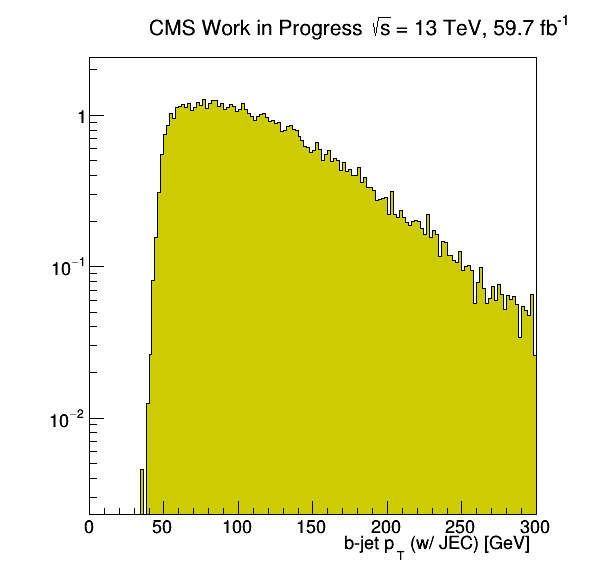 CMS Work in Progress √s = 13 TeV, 59.7 fb⁻¹
1
10⁻¹
10⁻²
0 50 100 150 200 250 300
b-jet p_T (w/ JEC) [GeV]